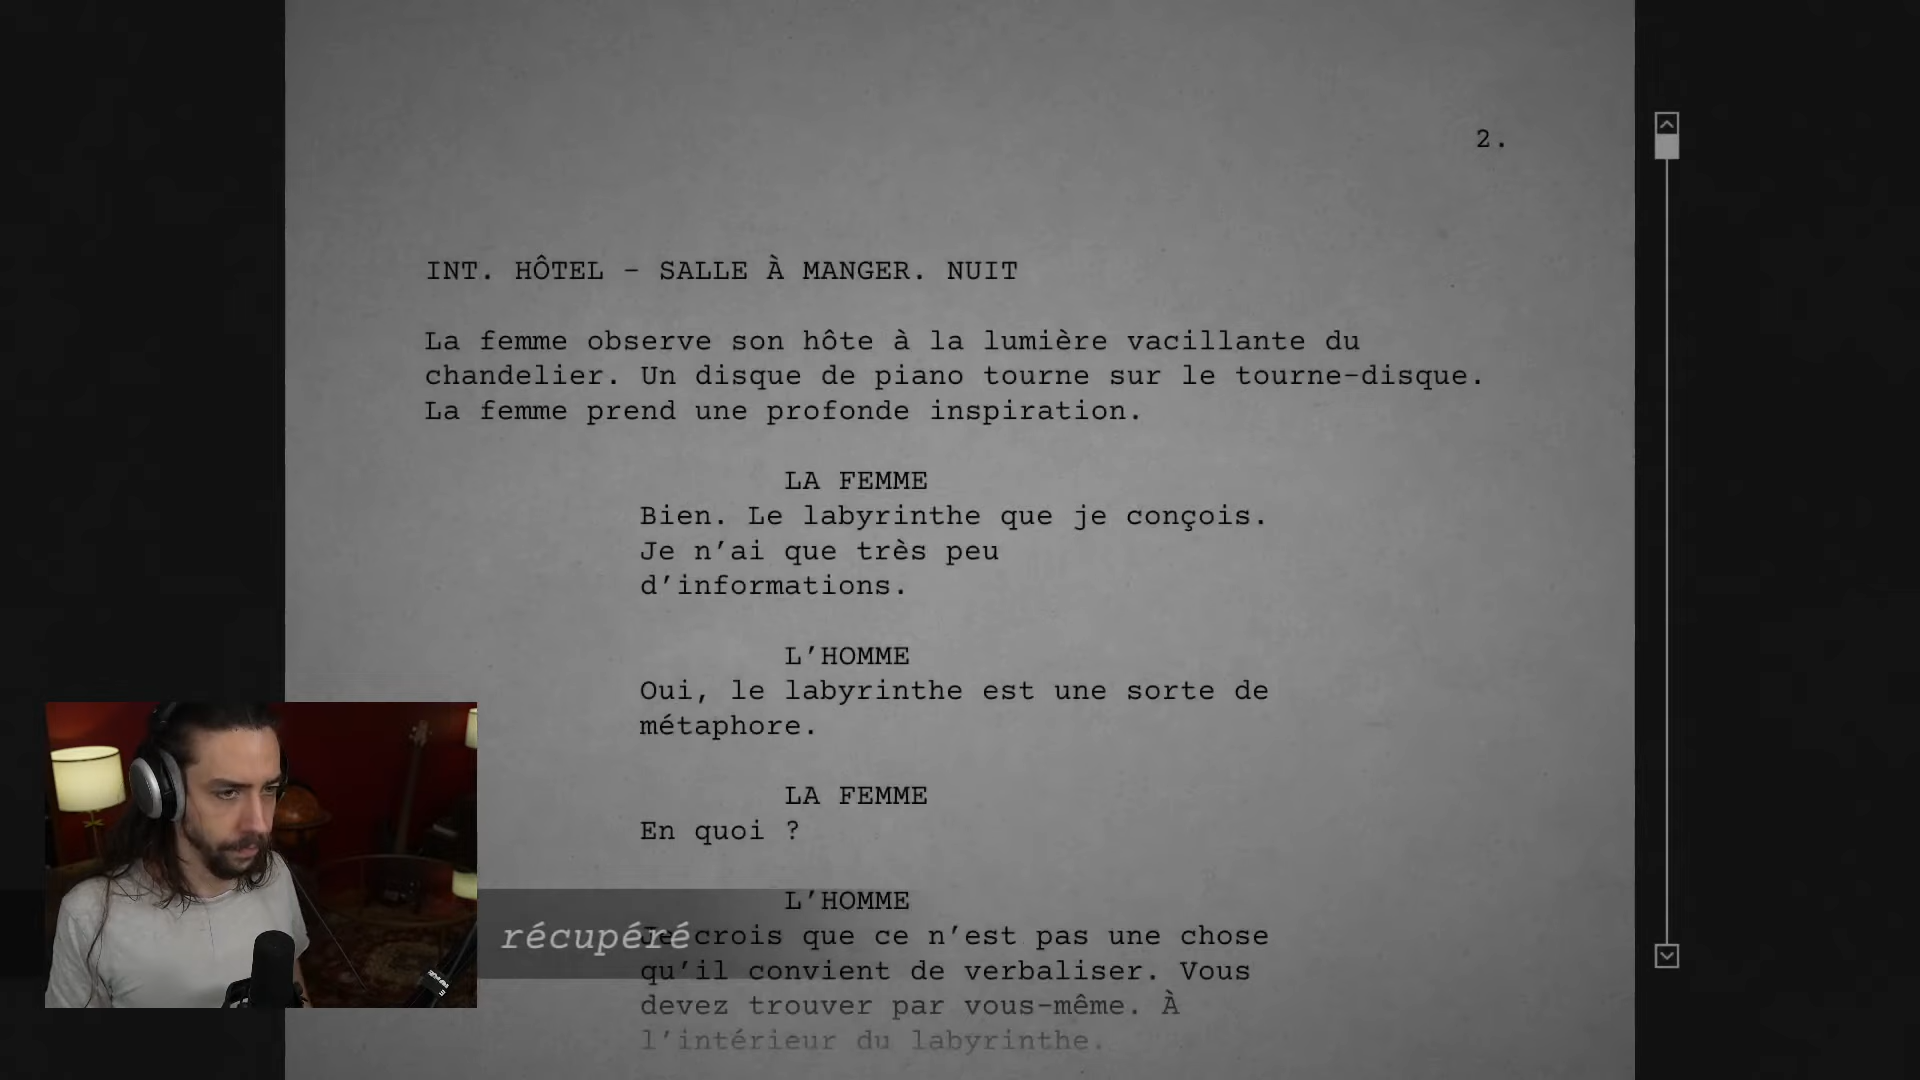 2.
INT. HÔTEL – SALLE À MANGER. NUIT
La femme observe son hôte à la lumière vacillante du
chandelier. Un disque de piano tourne sur le tourne-disque.
La femme prend une profonde inspiration.
LA FEMME
Bien. Le labyrinthe que je conçois.
Je n’ai que très peu
d’informations.
L’HOMME
Oui, le labyrinthe est une sorte de
métaphore.
LA FEMME
En quoi ?
L’HOMME
Je crois que ce n’est pas une chose
qu’il convient de verbaliser. Vous
devez trouver par vous-même. À
l’intérieur du labyrinthe.
récupéré